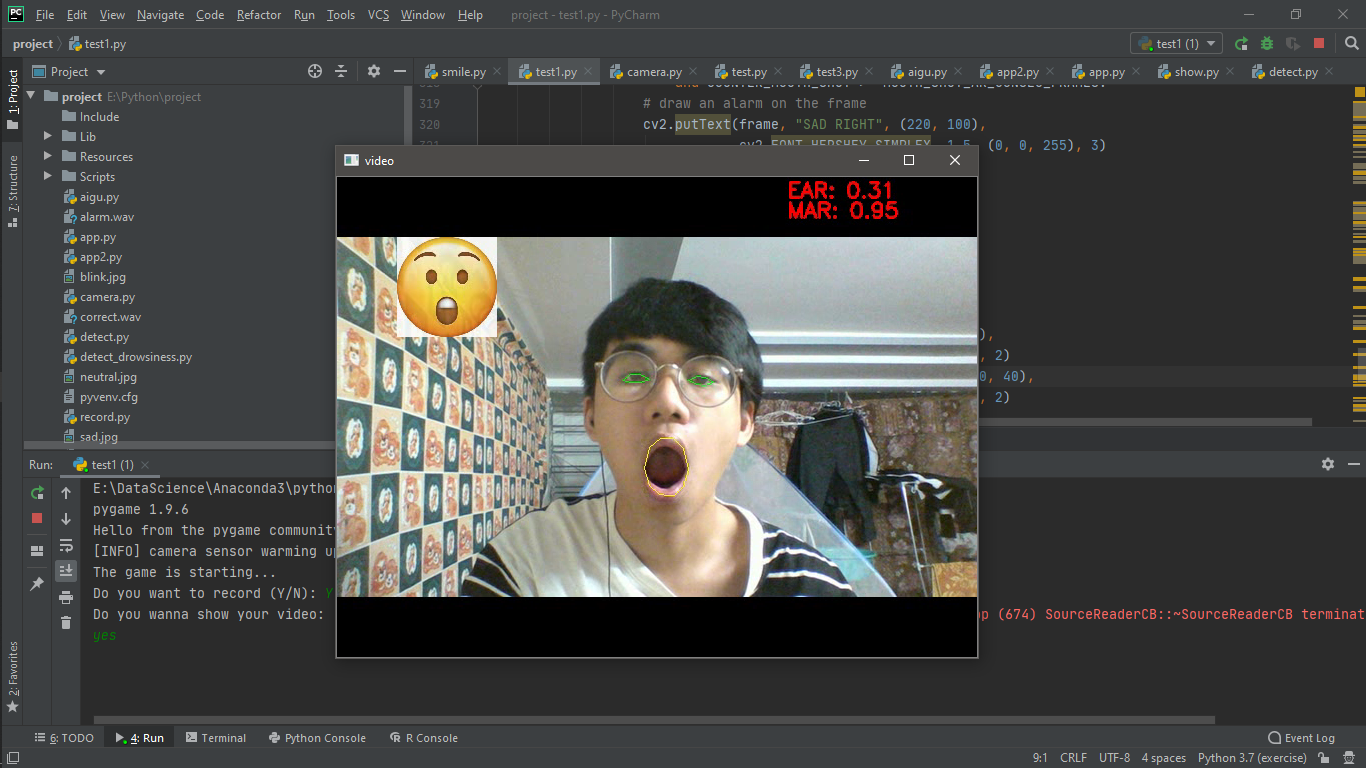 PC File Edit View Navigate Code Refactor Run Tools VCS Window Help project - test1.py - PyCharm
project test1.py test1 (1)
1: Project
7: Structure
2: Favorites
Project
project E:\Python\project
Include
Lib
Resources
Scripts
aigu.py
alarm.wav
app.py
app2.py
blink.jpg
camera.py
correct.wav
detect.py
detect_drowsiness.py
neutral.jpg
pyvenv.cfg
record.py
sad.jpg
smile.py test1.py camera.py test.py test3.py aigu.py app2.py app.py show.py detect.py
319 # draw an alarm on the frame
320 cv2.putText(frame, "SAD RIGHT", (220, 100),
cv2.FONT_HERSHEY_SIMPLEX, 1.5, (0, 0, 255), 3)
),
, 2)
0, 40),
, 2)
video
EAR: 0.31
MAR: 0.95
Run: test1 (1)
E:\DataScience\Anaconda3\python
pygame 1.9.6
Hello from the pygame community
[INFO] camera sensor warming up
The game is starting...
Do you want to record (Y/N): Y
Do you wanna show your video: op (674) SourceReaderCB::~SourceReaderCB terminat
yes
6: TODO 4: Run Terminal Python Console R Console Event Log
9:1 CRLF UTF-8 4 spaces Python 3.7 (exercise)